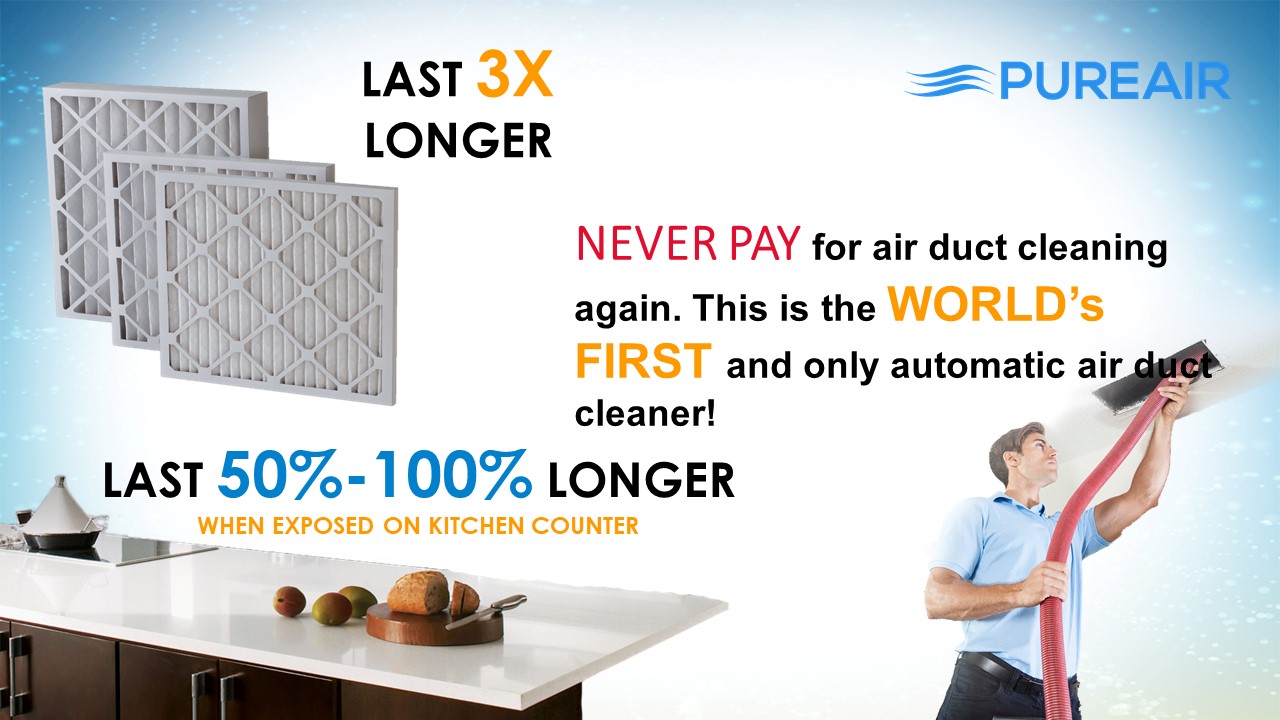 LAST 3X
LONGER
PUREAIR
NEVER PAY for air duct cleaning
again. This is the WORLD’s
FIRST and only automatic air duct
cleaner!
LAST 50%-100% LONGER
WHEN EXPOSED ON KITCHEN COUNTER